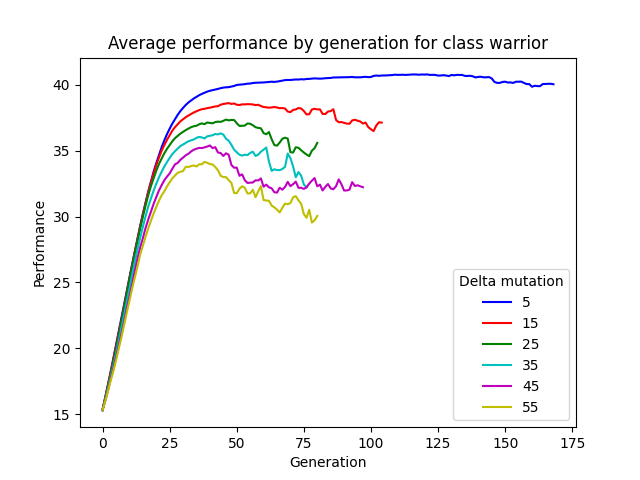 Average performance by generation for class warrior
Performance
40
35
30
25
20
15
0 25 50 75 100 125 150 175
Generation
Delta mutation
5
15
25
35
45
55